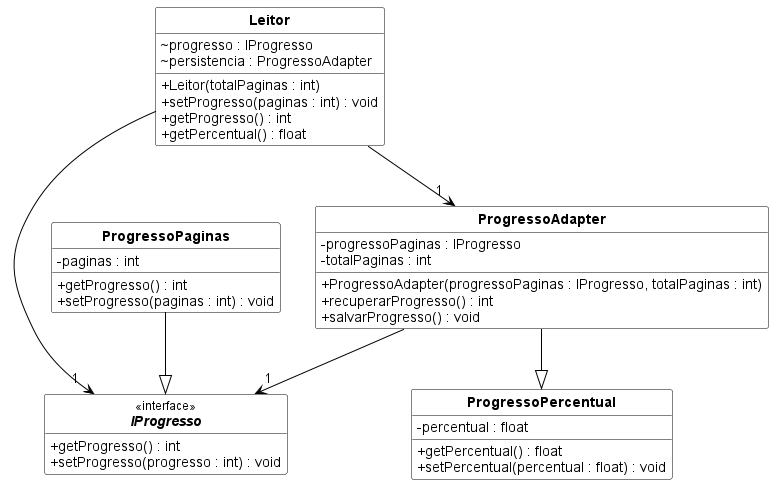 Leitor
~progresso : IProgresso
~persistencia : ProgressoAdapter
+Leitor(totalPaginas : int)
+setProgresso(paginas : int) : void
+getProgresso() : int
+getPercentual() : float
1
ProgressoPaginas
-paginas : int
+getProgresso() : int
+setProgresso(paginas : int) : void
ProgressoAdapter
-progressoPaginas : IProgresso
-totalPaginas : int
+ProgressoAdapter(progressoPaginas : IProgresso, totalPaginas : int)
+recuperarProgresso() : int
+salvarProgresso() : void
1
1
«interface»
IProgresso
+getProgresso() : int
+setProgresso(progresso : int) : void
ProgressoPercentual
-percentual : float
+getPercentual() : float
+setPercentual(percentual : float) : void